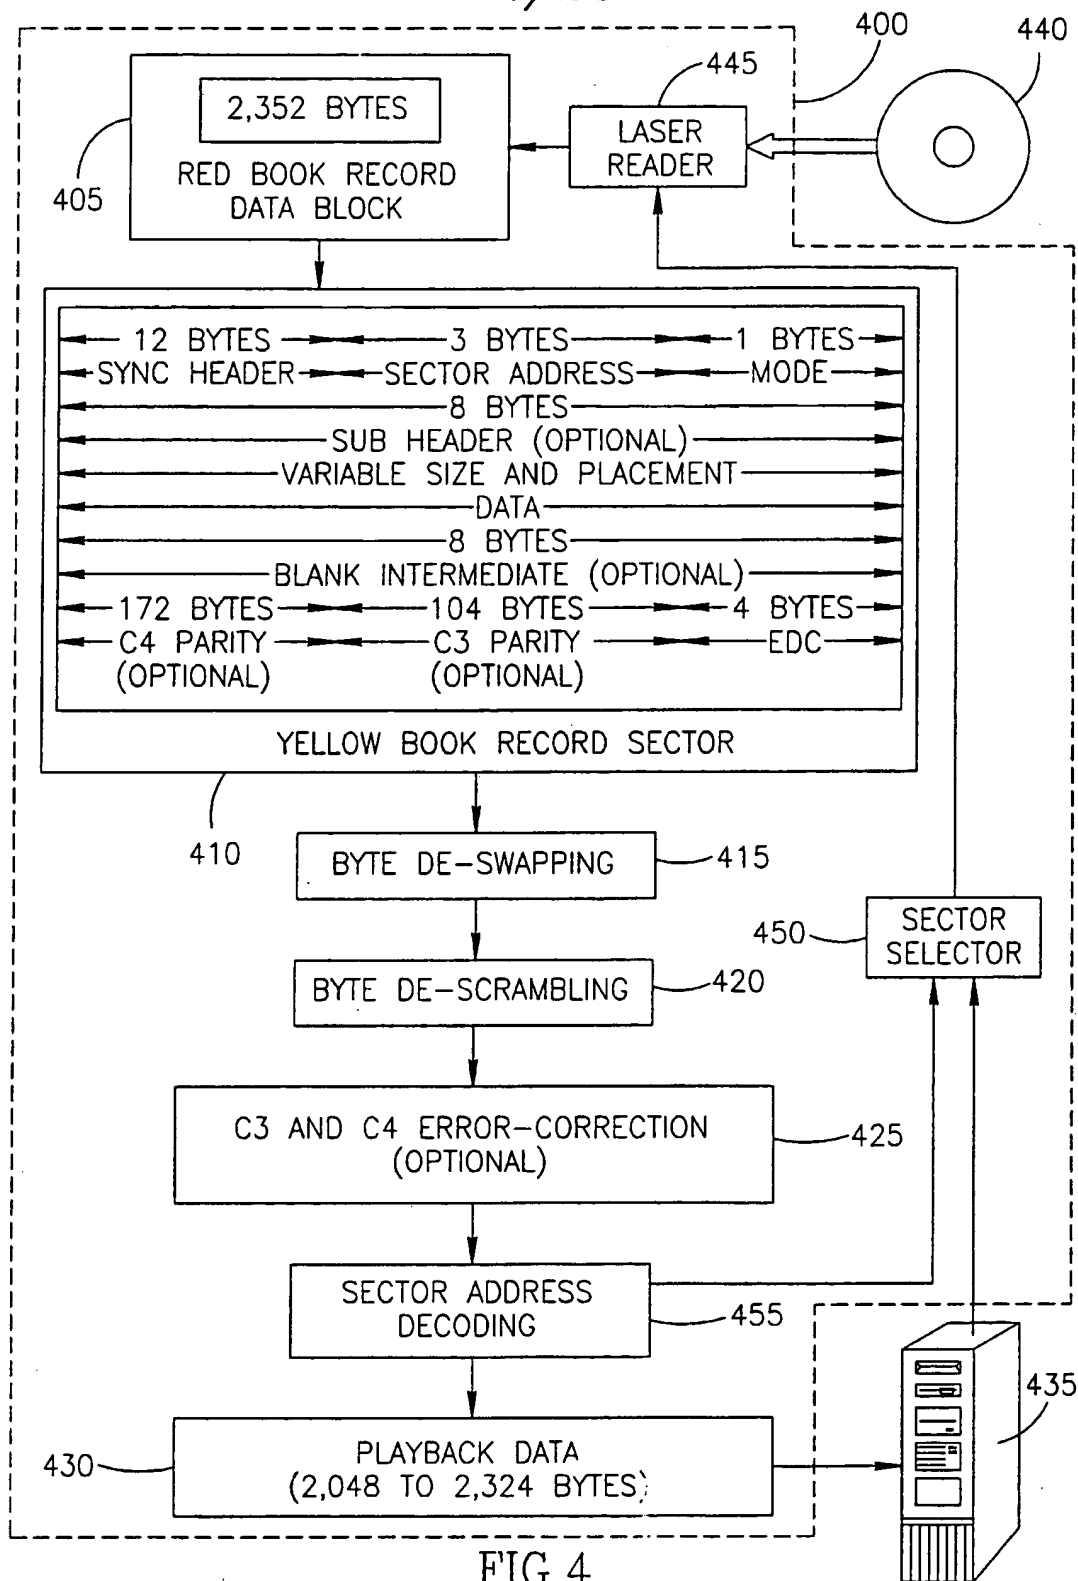 400
440
445
2,352 BYTES
RED BOOK RECORD
DATA BLOCK
405
LASER
READER
12 BYTES 3 BYTES 1 BYTES
SYNC HEADER SECTOR ADDRESS MODE
8 BYTES
SUB HEADER (OPTIONAL)
VARIABLE SIZE AND PLACEMENT
DATA
8 BYTES
BLANK INTERMEDIATE (OPTIONAL)
172 BYTES 104 BYTES 4 BYTES
C4 PARITY C3 PARITY EDC
(OPTIONAL) (OPTIONAL)
YELLOW BOOK RECORD SECTOR
410
BYTE DE-SWAPPING
415
450
SECTOR
SELECTOR
BYTE DE-SCRAMBLING
420
C3 AND C4 ERROR-CORRECTION
(OPTIONAL)
425
SECTOR ADDRESS
DECODING
455
435
430
PLAYBACK DATA
(2,048 TO 2,324 BYTES)
FIG 4